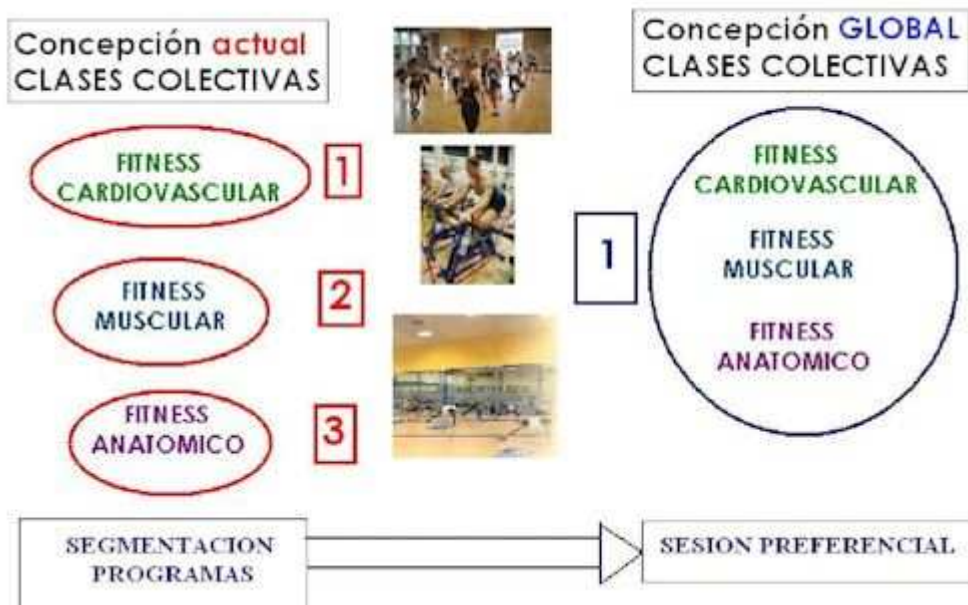 Concepción actual
CLASES COLECTIVAS
FITNESS
CARDIOVASCULAR
1
FITNESS
MUSCULAR
2
FITNESS
ANATOMICO
3
Concepción GLOBAL
CLASES COLECTIVAS
1
FITNESS
CARDIOVASCULAR
FITNESS
MUSCULAR
FITNESS
ANATOMICO
SEGMENTACION
PROGRAMAS
SESION PREFERENCIAL